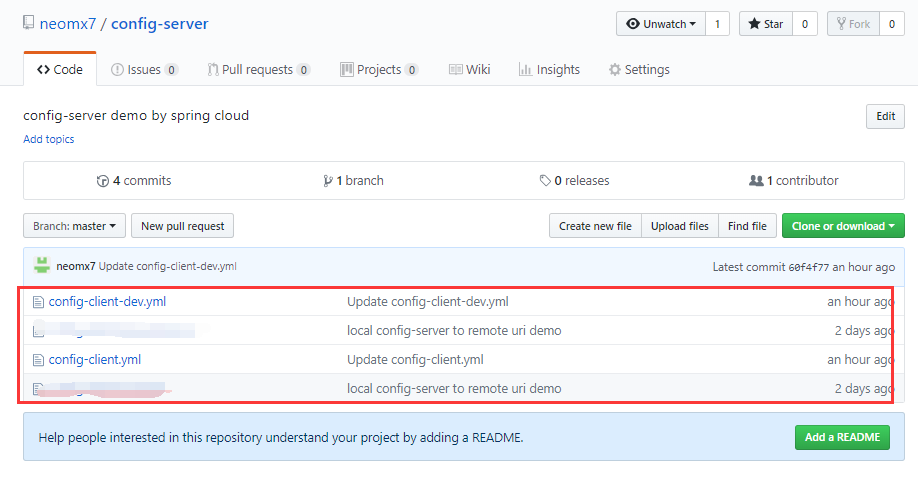 neomx7 / config-server
Unwatch 1 Star 0 Fork 0
Code Issues 0 Pull requests 0 Projects 0 Wiki Insights Settings
config-server demo by spring cloud Edit
Add topics
4 commits 1 branch 0 releases 1 contributor
Branch: master New pull request Create new file Upload files Find file Clone or download
neomx7 Update config-client-dev.yml Latest commit 60f4f77 an hour ago
config-client-dev.yml Update config-client-dev.yml an hour ago
local config-server to remote uri demo 2 days ago
config-client.yml Update config-client.yml an hour ago
local config-server to remote uri demo 2 days ago
Help people interested in this repository understand your project by adding a README. Add a README